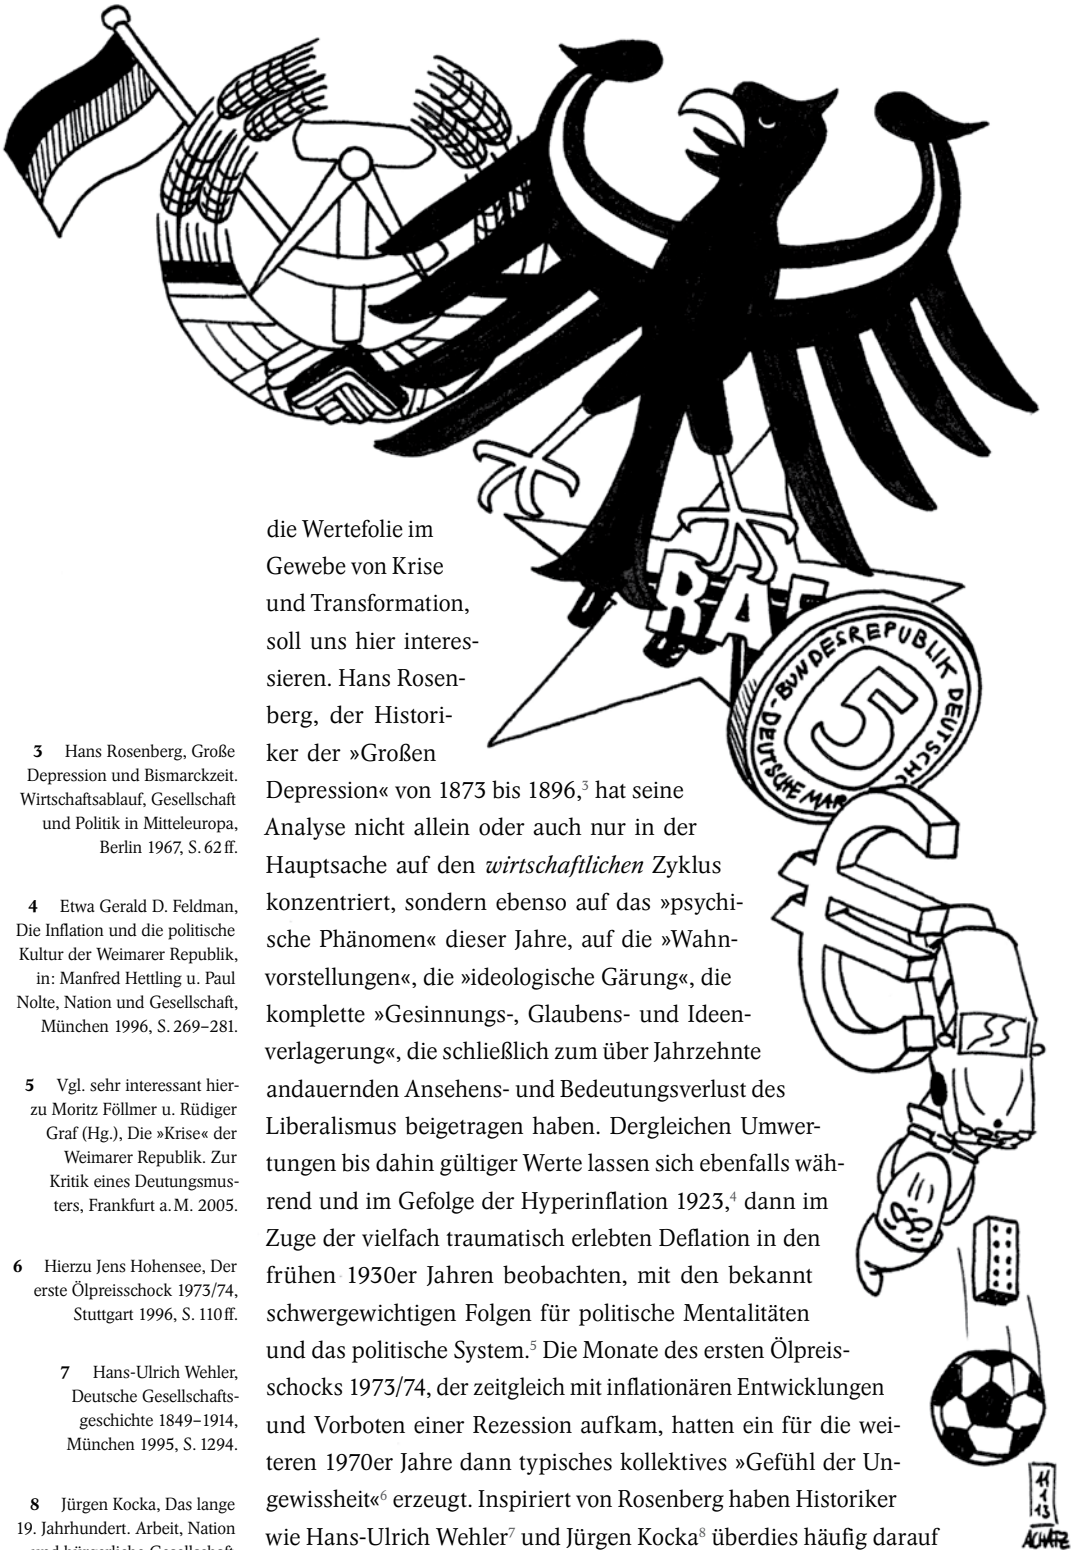 die Wertefolie im
Gewebe von Krise
und Transformation,
soll uns hier interes-
sieren. Hans Rosen-
berg, der Histori-
ker der »Großen
Depression« von 1873 bis 1896,3 hat seine
Analyse nicht allein oder auch nur in der
Hauptsache auf den wirtschaftlichen Zyklus
konzentriert, sondern ebenso auf das »psychi-
sche Phänomen« dieser Jahre, auf die »Wahn-
vorstellungen«, die »ideologische Gärung«, die
komplette »Gesinnungs-, Glaubens- und Ideen-
verlagerung«, die schließlich zum über Jahrzehnte
andauernden Ansehens- und Bedeutungsverlust des
Liberalismus beigetragen haben. Dergleichen Umwer-
tungen bis dahin gültiger Werte lassen sich ebenfalls wäh-
rend und im Gefolge der Hyperinflation 1923,4 dann im
Zuge der vielfach traumatisch erlebten Deflation in den
frühen 1930er Jahren beobachten, mit den bekannt
schwergewichtigen Folgen für politische Mentalitäten
und das politische System.5 Die Monate des ersten Ölpreis-
schocks 1973/74, der zeitgleich mit inflationären Entwicklungen
und Vorboten einer Rezession aufkam, hatten ein für die wei-
teren 1970er Jahre dann typisches kollektives »Gefühl der Un-
gewissheit«6 erzeugt. Inspiriert von Rosenberg haben Historiker
wie Hans-Ulrich Wehler7 und Jürgen Kocka8 überdies häufig darauf
3 Hans Rosenberg, Große
Depression und Bismarckzeit.
Wirtschaftsablauf, Gesellschaft
und Politik in Mitteleuropa,
Berlin 1967, S. 62 ff.
4 Etwa Gerald D. Feldman,
Die Inflation und die politische
Kultur der Weimarer Republik,
in: Manfred Hettling u. Paul
Nolte, Nation und Gesellschaft,
München 1996, S. 269–281.
5 Vgl. sehr interessant hier-
zu Moritz Föllmer u. Rüdiger
Graf (Hg.), Die »Krise« der
Weimarer Republik. Zur
Kritik eines Deutungsmus-
ters, Frankfurt a. M. 2005.
6 Hierzu Jens Hohensee, Der
erste Ölpreisschock 1973/74,
Stuttgart 1996, S. 110 ff.
7 Hans-Ulrich Wehler,
Deutsche Gesellschafts-
geschichte 1849–1914,
München 1995, S. 1294.
8 Jürgen Kocka, Das lange
19. Jahrhundert. Arbeit, Nation
und bürgerliche Gesellschaft,
RAF
BUNDESREPUBLIK DEUTSCHL
5
DEUTSCHE MAR
€
11
1
13
ACHATZ